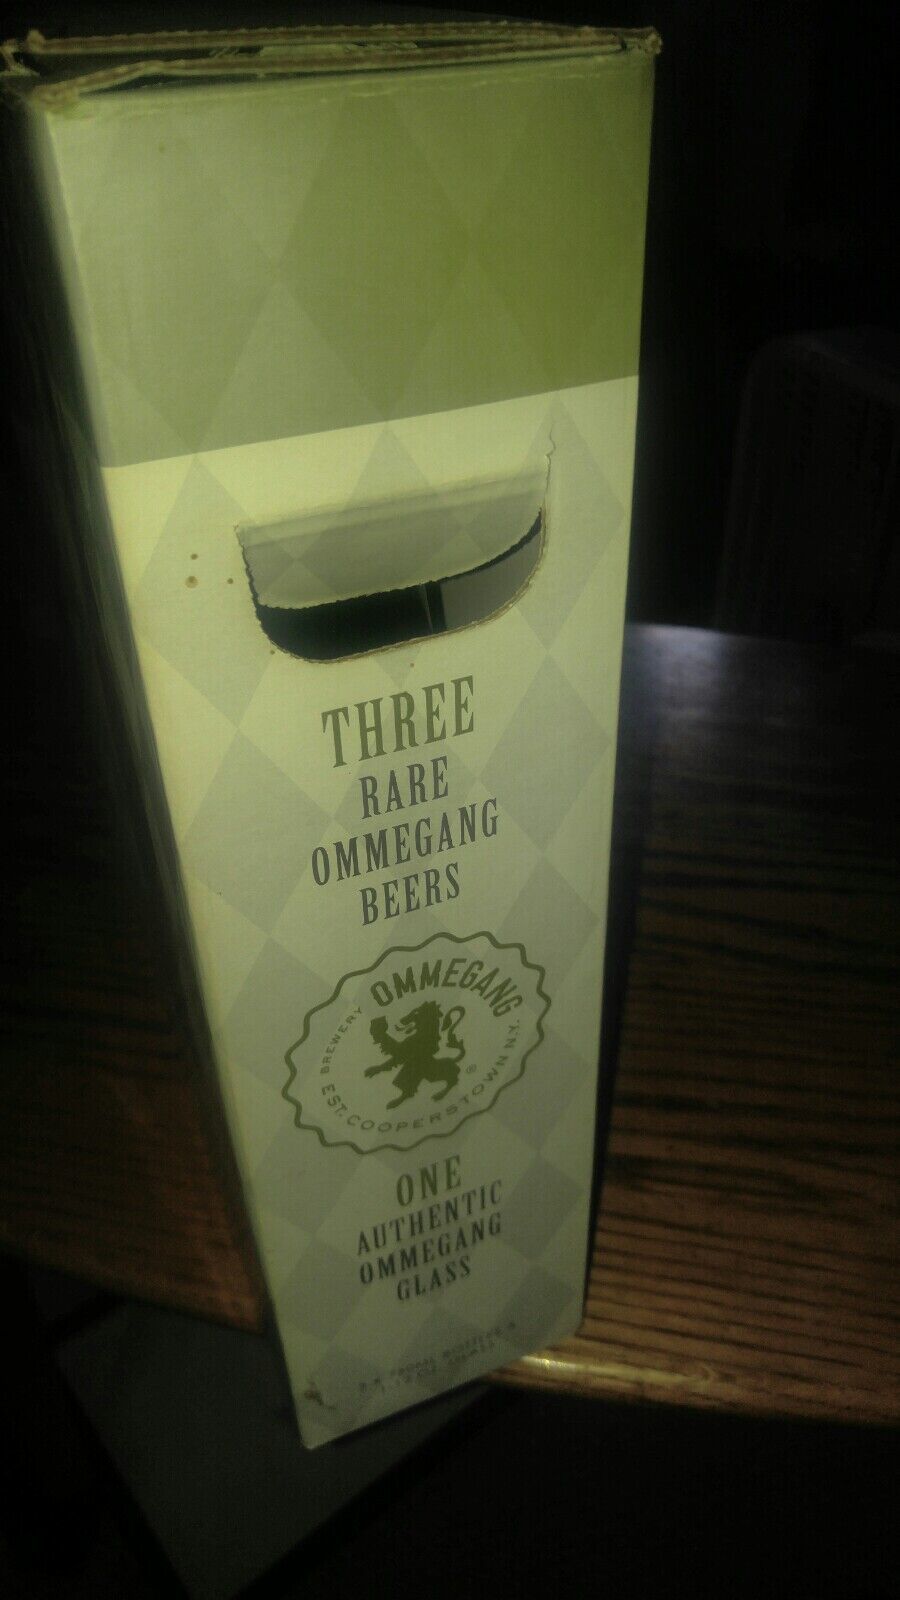 THREE
RARE
OMMEGANG
BEERS
BREWERY OMMEGANG
EST. COOPERSTOWN N.Y.
®
ONE
AUTHENTIC
OMMEGANG
GLASS